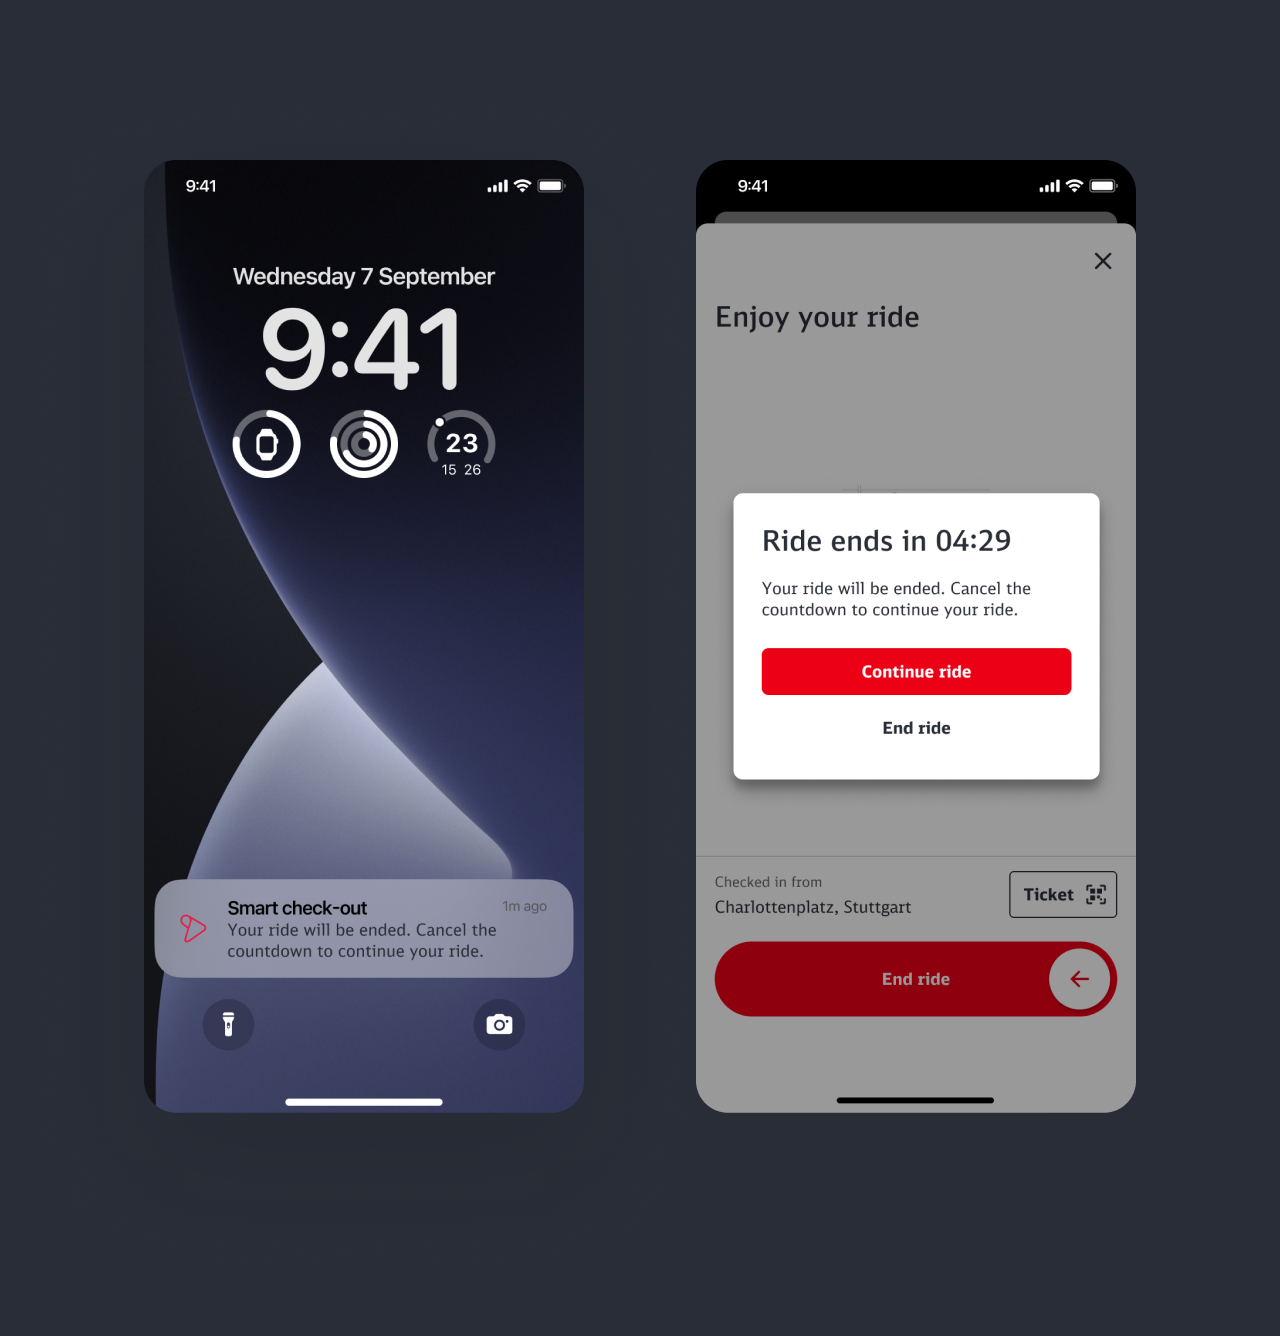 9:41
Wednesday 7 September
9:41
23
15 26
Smart check-out
1m ago
Your ride will be ended. Cancel the
countdown to continue your ride.
9:41
Enjoy your ride
Ride ends in 04:29
Your ride will be ended. Cancel the
countdown to continue your ride.
Continue ride
End ride
Checked in from
Charlottenplatz, Stuttgart
Ticket
End ride